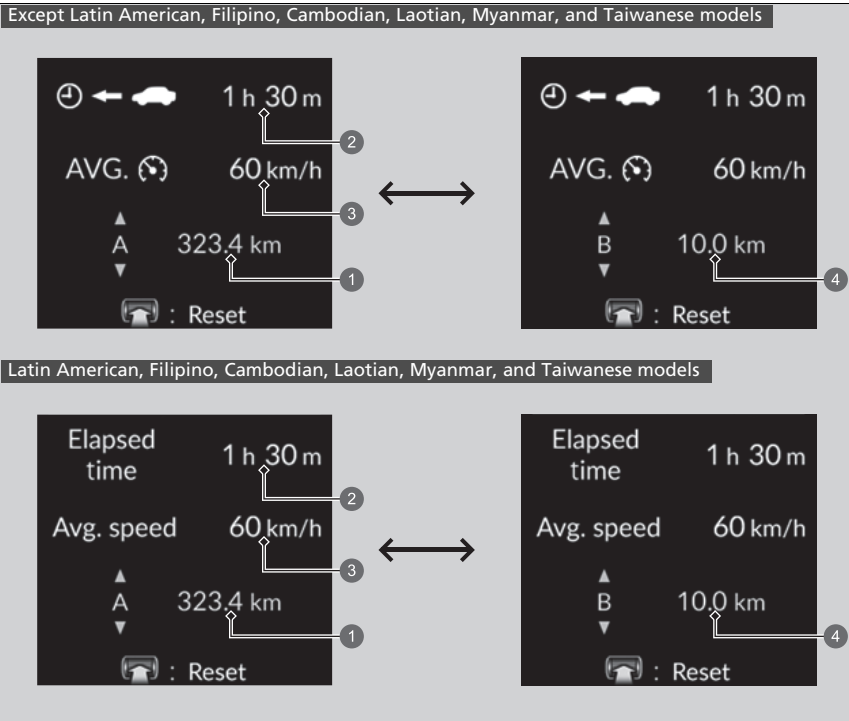 Except Latin American, Filipino, Cambodian, Laotian, Myanmar, and Taiwanese models
1 h 30 m
2
AVG. 60 km/h
3
A 323.4 km
1
: Reset
1 h 30 m
AVG. 60 km/h
B 10.0 km
4
: Reset
Latin American, Filipino, Cambodian, Laotian, Myanmar, and Taiwanese models
Elapsed
time 1 h 30 m
2
Avg. speed 60 km/h
3
A 323.4 km
1
: Reset
Elapsed
time 1 h 30 m
Avg. speed 60 km/h
B 10.0 km
4
: Reset